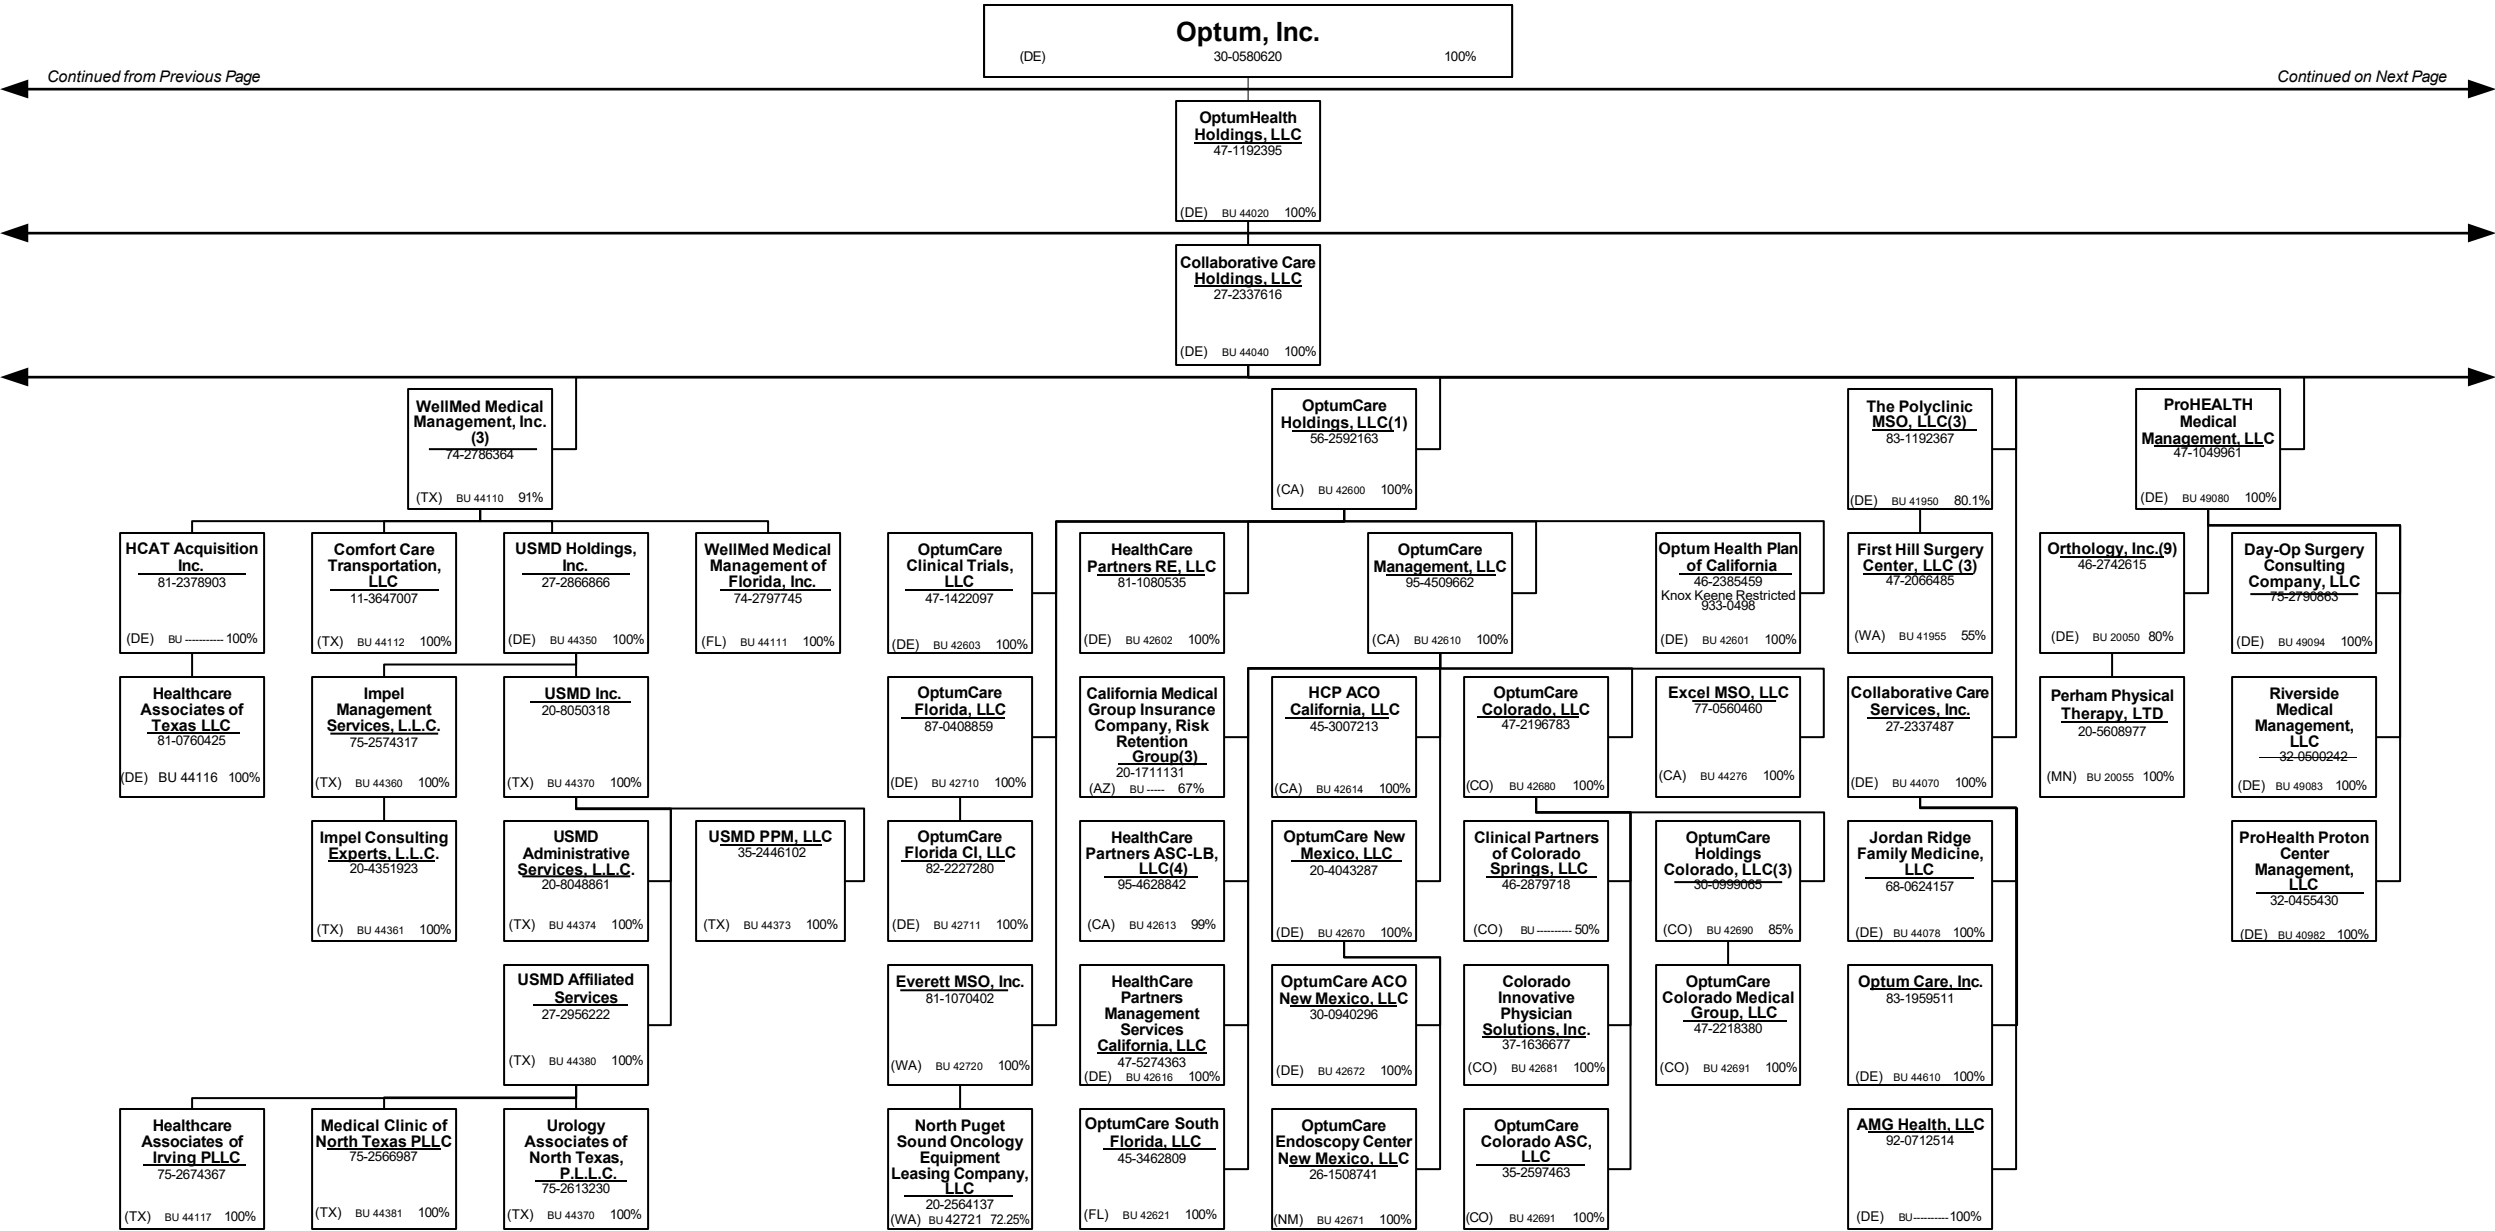 Optum, Inc.
(DE) 30-0580620 100%
Continued from Previous Page
Continued on Next Page
OptumHealth
Holdings, LLC
47-1192395
(DE) BU 44020 100%
Collaborative Care
Holdings, LLC
27-2337616
(DE) BU 44040 100%
WellMed Medical
Management, Inc.
(3)
74-2786364
(TX) BU 44110 91%
OptumCare
Holdings, LLC(1)
56-2592163
(CA) BU 42600 100%
The Polyclinic
MSO, LLC(3)
83-1192367
(DE) BU 41950 80.1%
ProHEALTH
Medical
Management, LLC
47-1049961
(DE) BU 49080 100%
HCAT Acquisition
Inc.
81-2378903
(DE) BU ----------- 100%
Comfort Care
Transportation,
LLC
11-3647007
(TX) BU 44112 100%
USMD Holdings,
Inc.
27-2866866
(DE) BU 44350 100%
WellMed Medical
Management of
Florida, Inc.
74-2797745
(FL) BU 44111 100%
OptumCare
Clinical Trials,
LLC
47-1422097
(DE) BU 42603 100%
HealthCare
Partners RE, LLC
81-1080535
(DE) BU 42602 100%
OptumCare
Management, LLC
95-4509662
(CA) BU 42610 100%
Optum Health Plan
of California
46-2385459
Knox Keene Restricted
933-0498
(DE) BU 42601 100%
First Hill Surgery
Center, LLC (3)
47-2066485
(WA) BU 41955 55%
Orthology, Inc.(9)
46-2742615
(DE) BU 20050 80%
Day-Op Surgery
Consulting
Company, LLC
75-2790863
(DE) BU 49094 100%
Healthcare
Associates of
Texas LLC
81-0760425
(DE) BU 44116 100%
Impel
Management
Services, L.L.C.
75-2574317
(TX) BU 44360 100%
USMD Inc.
20-8050318
(TX) BU 44370 100%
OptumCare
Florida, LLC
87-0408859
(DE) BU 42710 100%
California Medical
Group Insurance
Company, Risk
Retention
Group(3)
20-1711131
(AZ) BU ----- 67%
HCP ACO
California, LLC
45-3007213
(CA) BU 42614 100%
OptumCare
Colorado, LLC
47-2196783
(CO) BU 42680 100%
Excel MSO, LLC
77-0560460
(CA) BU 44276 100%
Collaborative Care
Services, Inc.
27-2337487
(DE) BU 44070 100%
Perham Physical
Therapy, LTD
20-5608977
(MN) BU 20055 100%
Riverside
Medical
Management,
LLC
32-0500242
(DE) BU 49083 100%
Impel Consulting
Experts, L.L.C.
20-4351923
(TX) BU 44361 100%
USMD
Administrative
Services, L.L.C.
20-8048861
(TX) BU 44374 100%
USMD PPM, LLC
35-2446102
(TX) BU 44373 100%
OptumCare
Florida CI, LLC
82-2227280
(DE) BU 42711 100%
HealthCare
Partners ASC-LB,
LLC(4)
95-4628842
(CA) BU 42613 99%
OptumCare New
Mexico, LLC
20-4043287
(DE) BU 42670 100%
Clinical Partners
of Colorado
Springs, LLC
46-2879718
(CO) BU ---------- 50%
OptumCare
Holdings
Colorado, LLC(3)
30-0999065
(CO) BU 42690 85%
Jordan Ridge
Family Medicine,
LLC
68-0624157
(DE) BU 44078 100%
ProHealth Proton
Center
Management,
LLC
32-0455430
(DE) BU 40982 100%
USMD Affiliated
Services
27-2956222
(TX) BU 44380 100%
Everett MSO, Inc.
81-1070402
(WA) BU 42720 100%
HealthCare
Partners
Management
Services
California, LLC
47-5274363
(DE) BU 42616 100%
OptumCare ACO
New Mexico, LLC
30-0940296
(DE) BU 42672 100%
Colorado
Innovative
Physician
Solutions, Inc.
37-1636677
(CO) BU 42681 100%
OptumCare
Colorado Medical
Group, LLC
47-2218380
(CO) BU 42691 100%
Optum Care, Inc.
83-1959511
(DE) BU 44610 100%
Healthcare
Associates of
Irving PLLC
75-2674367
(TX) BU 44117 100%
Medical Clinic of
North Texas PLLC
75-2566987
(TX) BU 44381 100%
Urology
Associates of
North Texas,
P.L.L.C.
75-2613230
(TX) BU 44370 100%
North Puget
Sound Oncology
Equipment
Leasing Company,
LLC
20-2564137
(WA) BU 42721 72.25%
OptumCare South
Florida, LLC
45-3462809
(FL) BU 42621 100%
OptumCare
Endoscopy Center
New Mexico, LLC
26-1508741
(NM) BU 42671 100%
OptumCare
Colorado ASC,
LLC
35-2597463
(CO) BU 42691 100%
AMG Health, LLC
92-0712514
(DE) BU---------- 100%